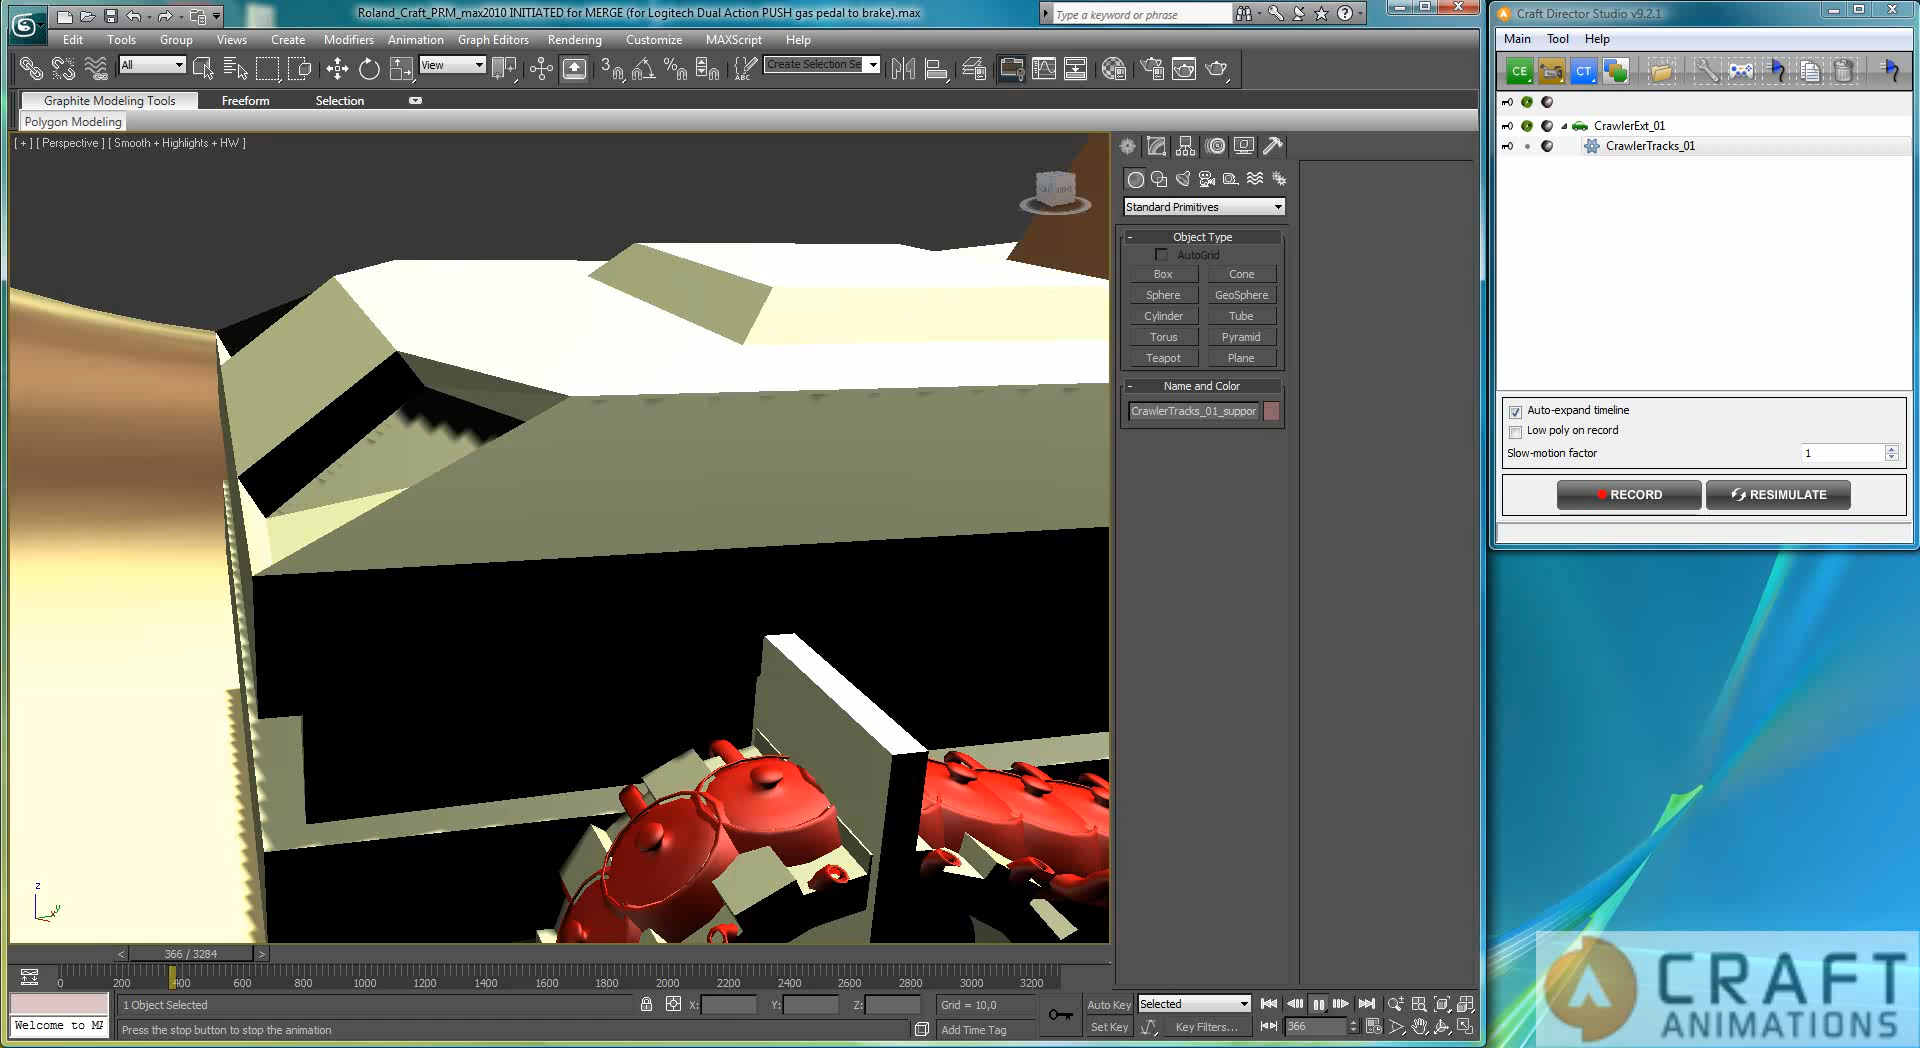 Roland_Craft_PRM_max2010 INITIATED for MERGE (for Logitech Dual Action PUSH gas pedal to brake).max
Type a keyword or phrase
Edit Tools Group Views Create Modifiers Animation Graph Editors Rendering Customize MAXScript Help
All View Create Selection Se
Graphite Modeling Tools Freeform Selection
Polygon Modeling
[ + ] [ Perspective ] [ Smooth + Highlights + HW ]
Standard Primitives
- Object Type
AutoGrid
Box Cone
Sphere GeoSphere
Cylinder Tube
Torus Pyramid
Teapot Plane
- Name and Color
CrawlerTracks_01_suppor
z
y
< 366 / 3284 >
0 200 400 600 800 1000 1200 1400 1600 1800 2000 2200 2400 2600 2800 3000 3200
1 Object Selected X: Y: Z: Grid = 10,0 Auto Key Selected
Welcome to MA
Press the stop button to stop the animation Add Time Tag Set Key Key Filters... 366
Craft Director Studio v9.2.1
Main Tool Help
CE CT
CrawlerExt_01
CrawlerTracks_01
Auto-expand timeline
Low poly on record
Slow-motion factor 1
RECORD RESIMULATE
CRAFT
ANIMATIONS